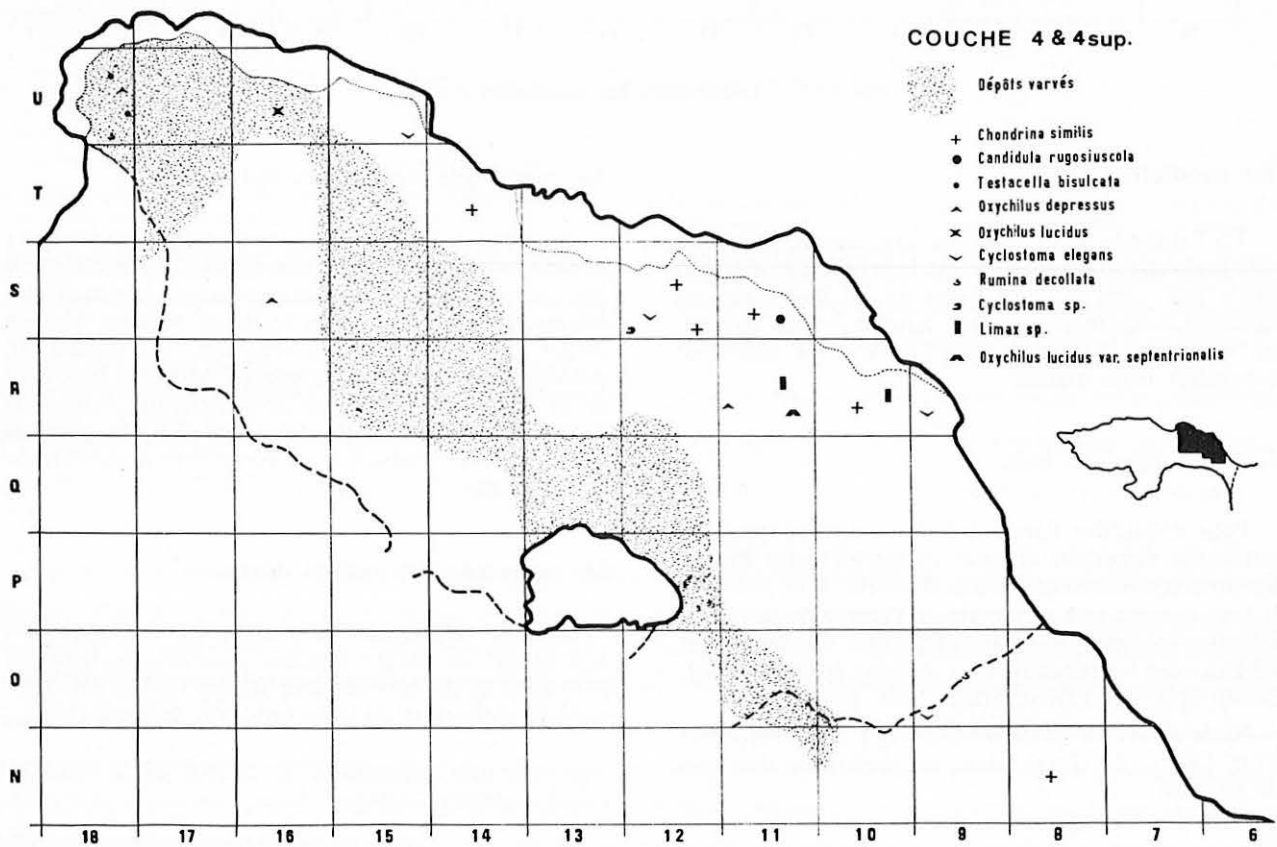 COUCHE 4 & 4sup.
Dépôts varvés
Chondrina similis
Candidula rugosiuscola
Testacella bisulcata
Oxychilus depressus
Oxychilus lucidus
Cyclostoma elegans
Rumina decollata
Cyclostoma sp.
Limax sp.
Oxychilus lucidus var. septentrionalis
U
T
S
R
Q
P
O
N
18 17 16 15 14 13 12 11 10 9 8 7 6